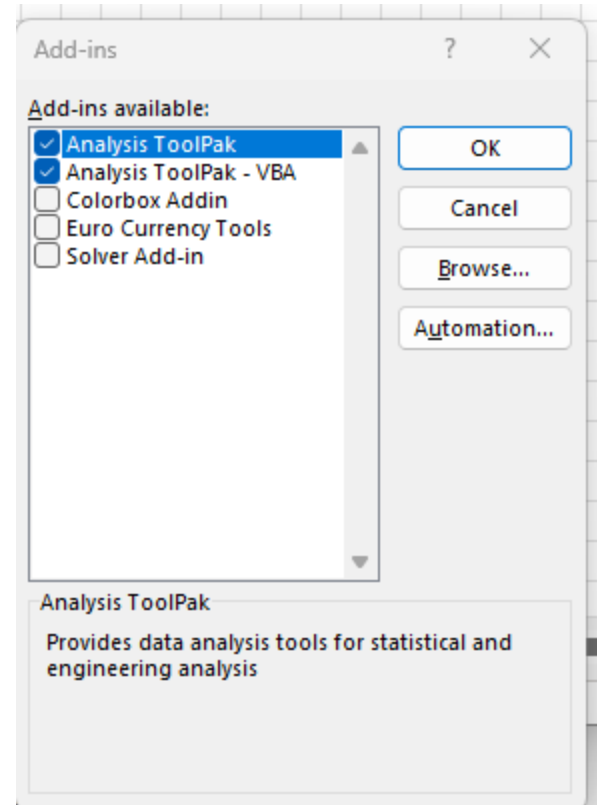 Add-ins
?
Add-ins available:
Analysis ToolPak
Analysis ToolPak - VBA
Colorbox Addin
Euro Currency Tools
Solver Add-in
OK
Cancel
Browse...
Automation...
Analysis ToolPak
Provides data analysis tools for statistical and
engineering analysis